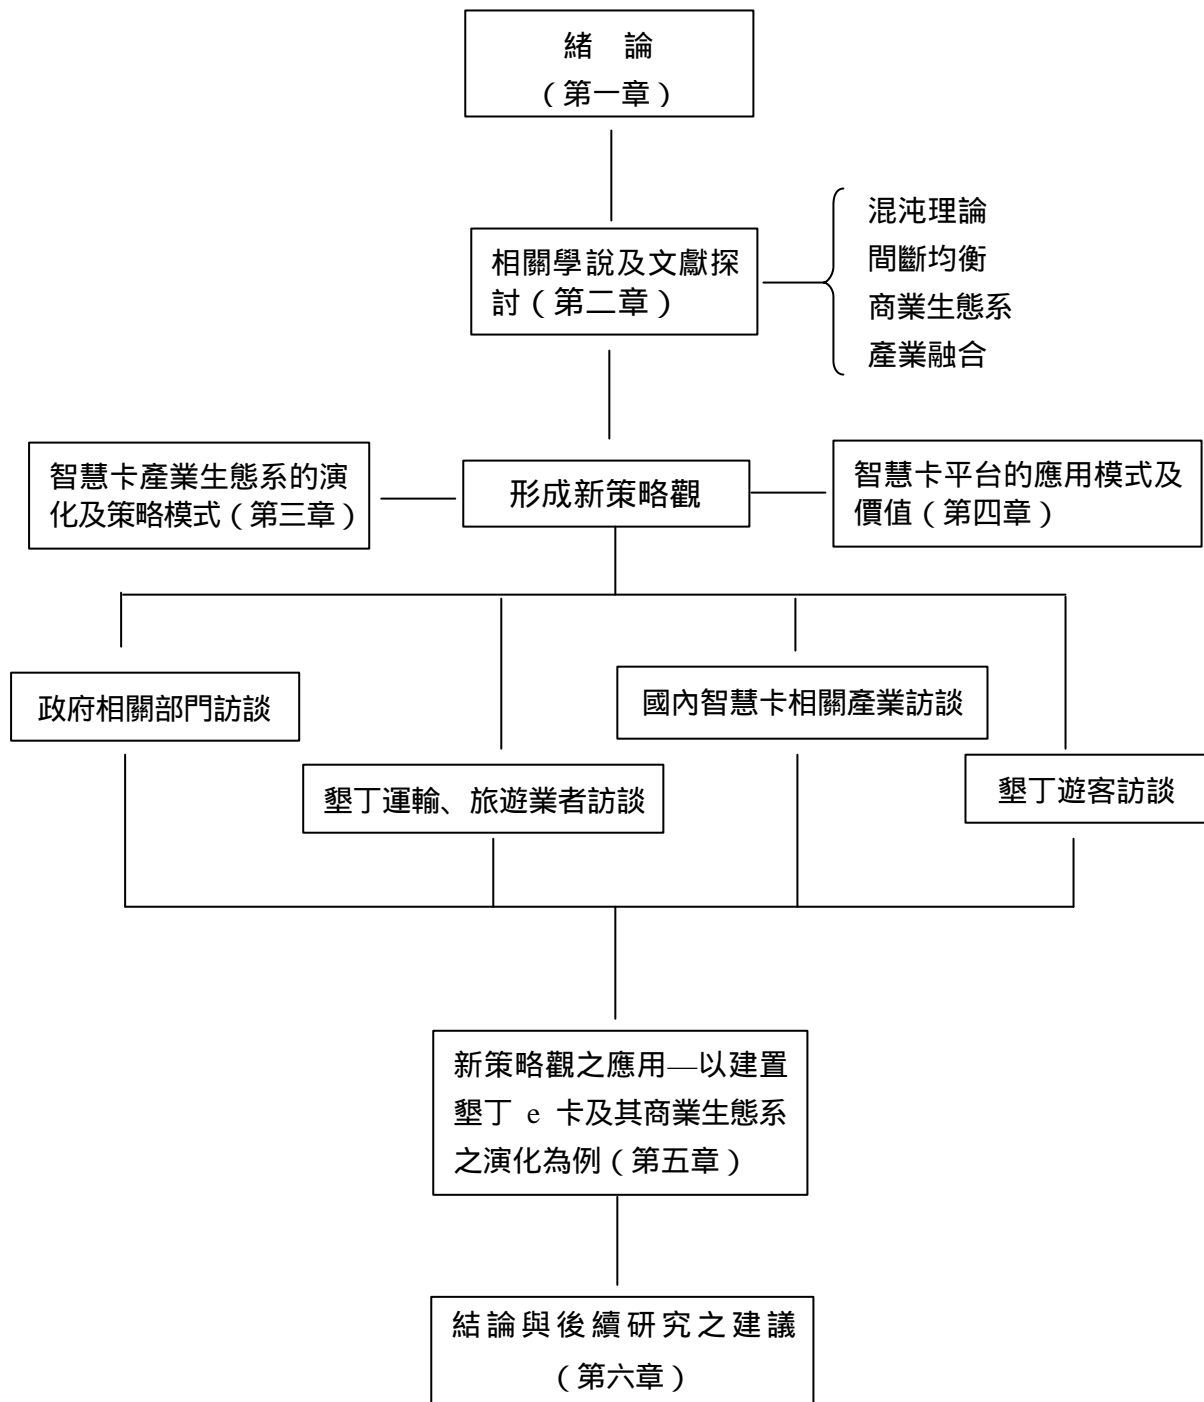 緒 論
（第一章）
相關學說及文獻探
討（第二章）
混沌理論
間斷均衡
商業生態系
產業融合
智慧卡產業生態系的演
化及策略模式（第三章）
形成新策略觀
智慧卡平台的應用模式及
價值（第四章）
政府相關部門訪談
墾丁運輸、旅遊業者訪談
國內智慧卡相關產業訪談
墾丁遊客訪談
新策略觀之應用—以建置
墾丁 e 卡及其商業生態系
之演化為例（第五章）
結論與後續研究之建議
（第六章）